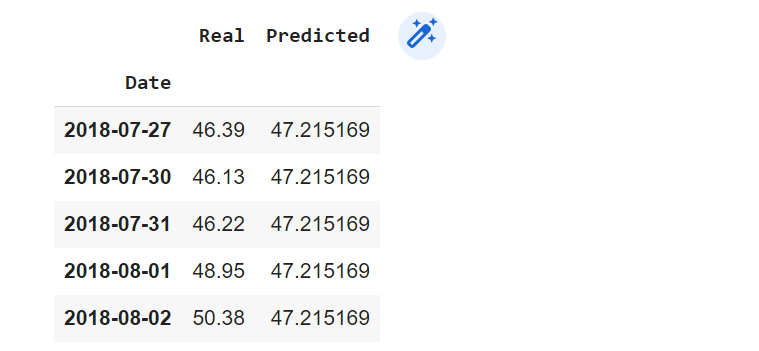 Real Predicted
Date
2018-07-27 46.39 47.215169
2018-07-30 46.13 47.215169
2018-07-31 46.22 47.215169
2018-08-01 48.95 47.215169
2018-08-02 50.38 47.215169